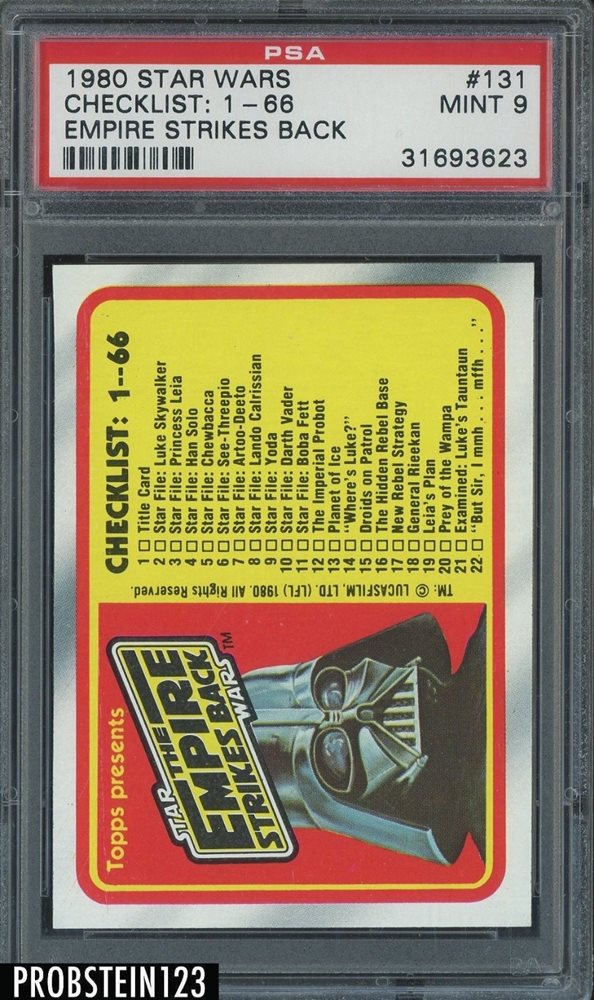 PSA
1980 STAR WARS
#131
CHECKLIST: 1-66
MINT 9
EMPIRE STRIKES BACK
31693623
Topps presents
STAR THE
EMPIRE
STRIKES BACK
WARS TM
CHECKLIST: 1--66
1 □ Title Card
2 □ Star File: Luke Skywalker
3 □ Star File: Princess Leia
4 □ Star File: Han Solo
5 □ Star File: Chewbacca
6 □ Star File: See-Threepio
7 □ Star File: Artoo-Deeto
8 □ Star File: Lando Calrissian
9 □ Star File: Yoda
10 □ Star File: Darth Vader
11 □ Star File: Boba Fett
12 □ The Imperial Probot
13 □ Planet of Ice
14 □ "Where's Luke?"
15 □ Droids on Patrol
16 □ The Hidden Rebel Base
17 □ New Rebel Strategy
18 □ General Rieekan
19 □ Leia's Plan
20 □ Prey of the Wampa
21 □ Examined: Luke's Tauntaun
22 □ "But Sir, I mmh . . . mffh . . ."
TM: © LUCASFILM, LTD. (LFL) 1980. All Rights Reserved.
PROBSTEIN123